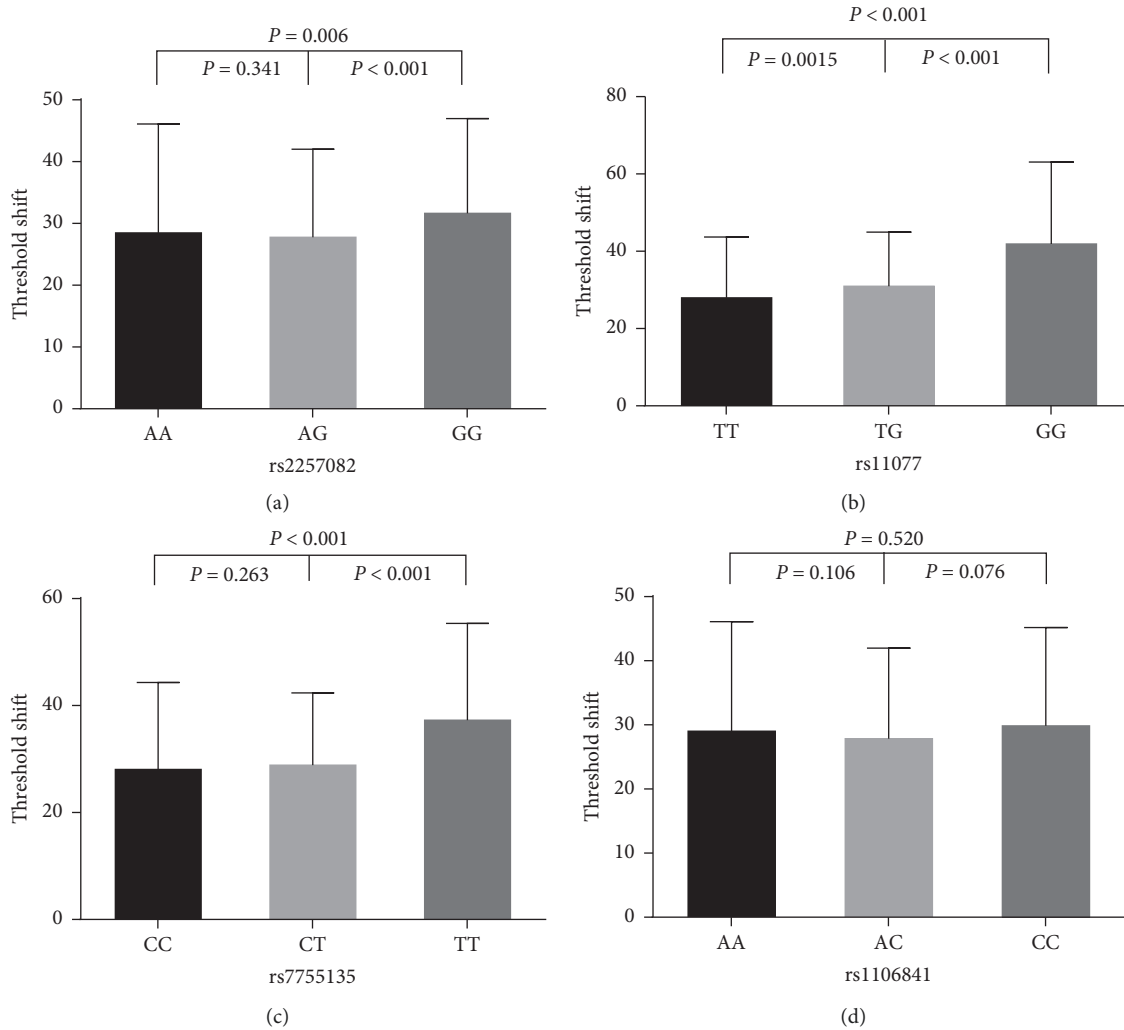 P = 0.006
P = 0.341 P < 0.001
50
40
30
20
10
0
Threshold shift
AA AG GG
rs2257082
(a)
P < 0.001
P = 0.0015 P < 0.001
80
60
40
20
0
Threshold shift
TT TG GG
rs11077
(b)
P < 0.001
P = 0.263 P < 0.001
60
40
20
0
Threshold shift
CC CT TT
rs7755135
(c)
P = 0.520
P = 0.106 P = 0.076
50
40
30
20
10
0
Threshold shift
AA AC CC
rs1106841
(d)